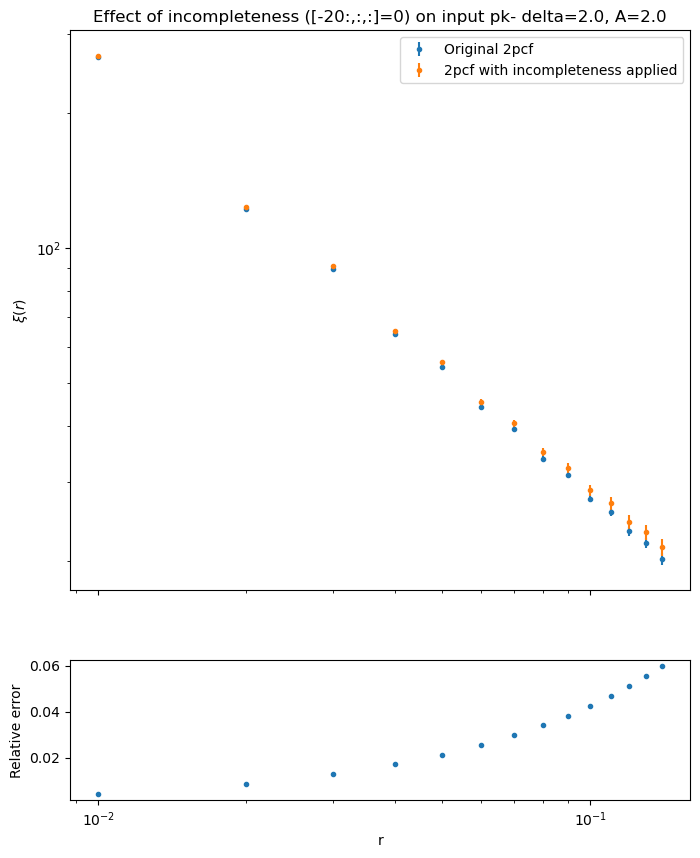 Effect of incompleteness ([-20:,:,:]=0) on input pk- delta=2.0, A=2.0
Original 2pcf
2pcf with incompleteness applied
10²
ξ(r)
0.06
0.04
0.02
Relative error
10⁻²
10⁻¹
r